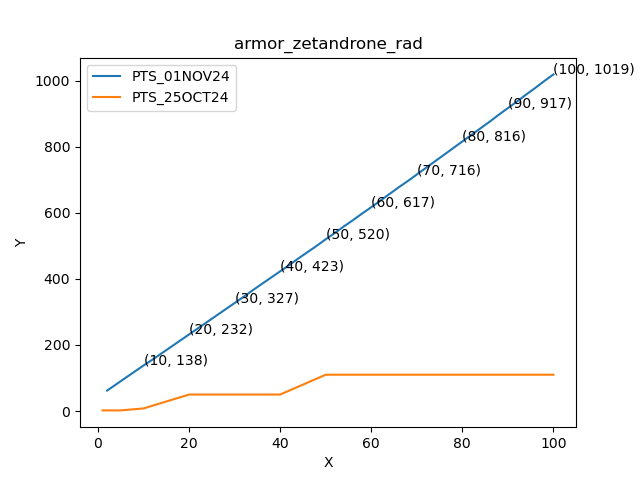 armor_zetandrone_rad
PTS_01NOV24
PTS_25OCT24
(100, 1019)
(90, 917)
(80, 816)
(70, 716)
(60, 617)
(50, 520)
(40, 423)
(30, 327)
(20, 232)
(10, 138)
Y
1000
800
600
400
200
0
0 20 40 60 80 100
X